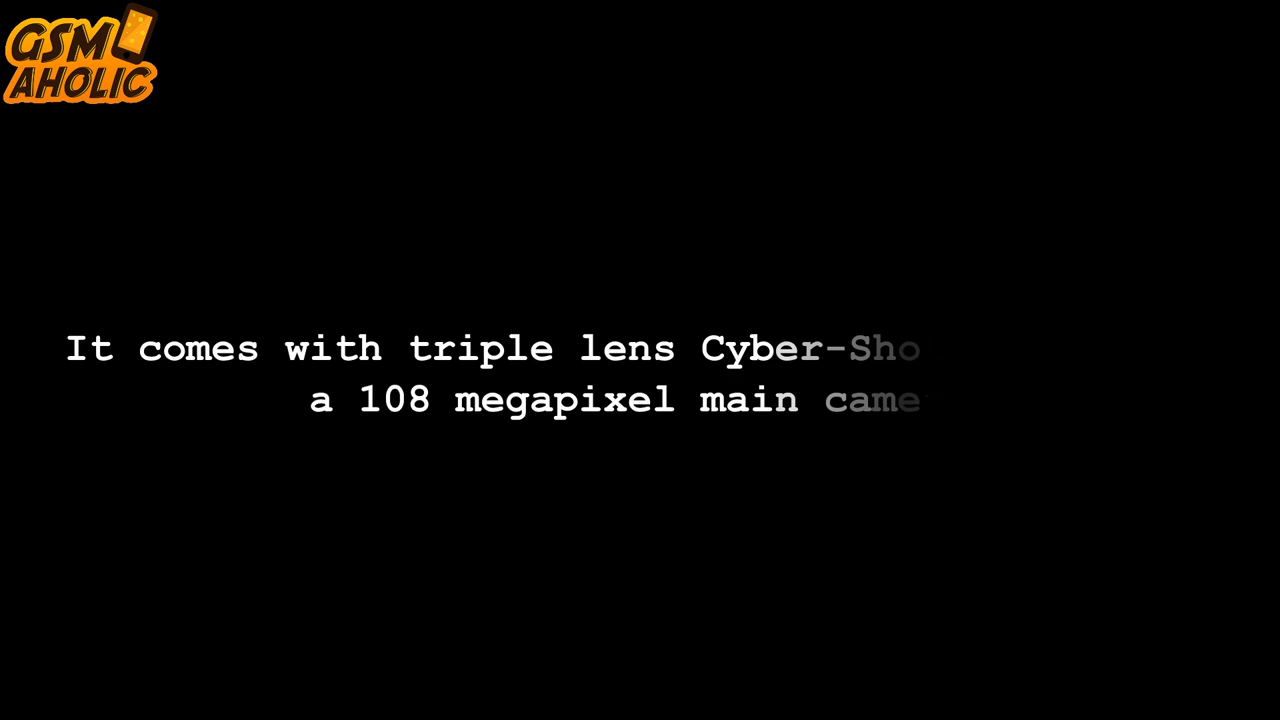 GSM
AHOLIC
It comes with triple lens Cyber-Sho
a 108 megapixel main came